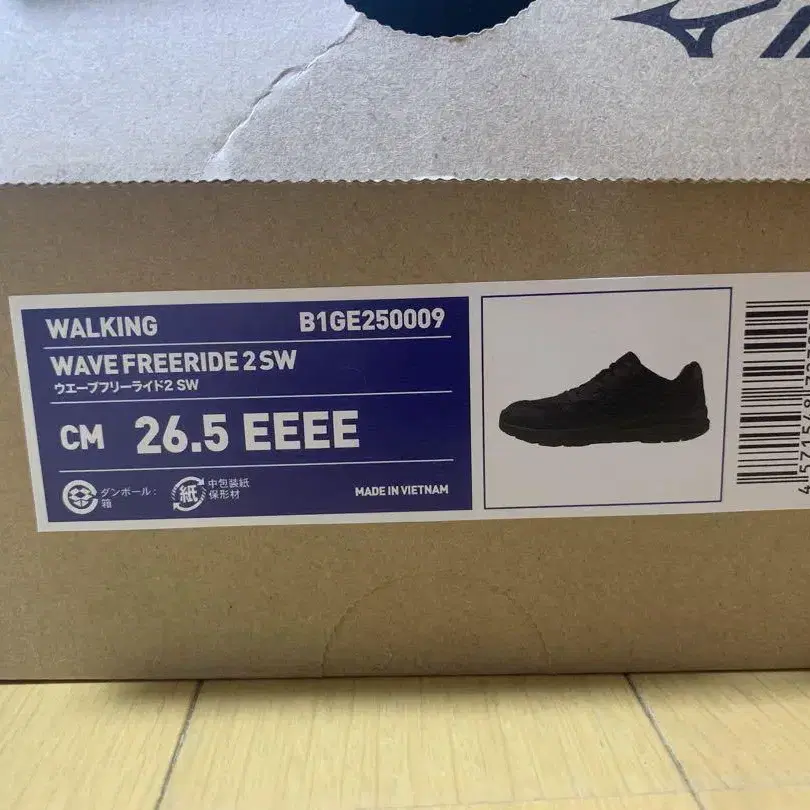 WALKING B1GE250009
WAVE FREERIDE 2 SW
ウエーブフリーライド2 SW
CM 26.5 EEEE
ダンボール:
箱
紙
中包装紙
保形材
MADE IN VIETNAM